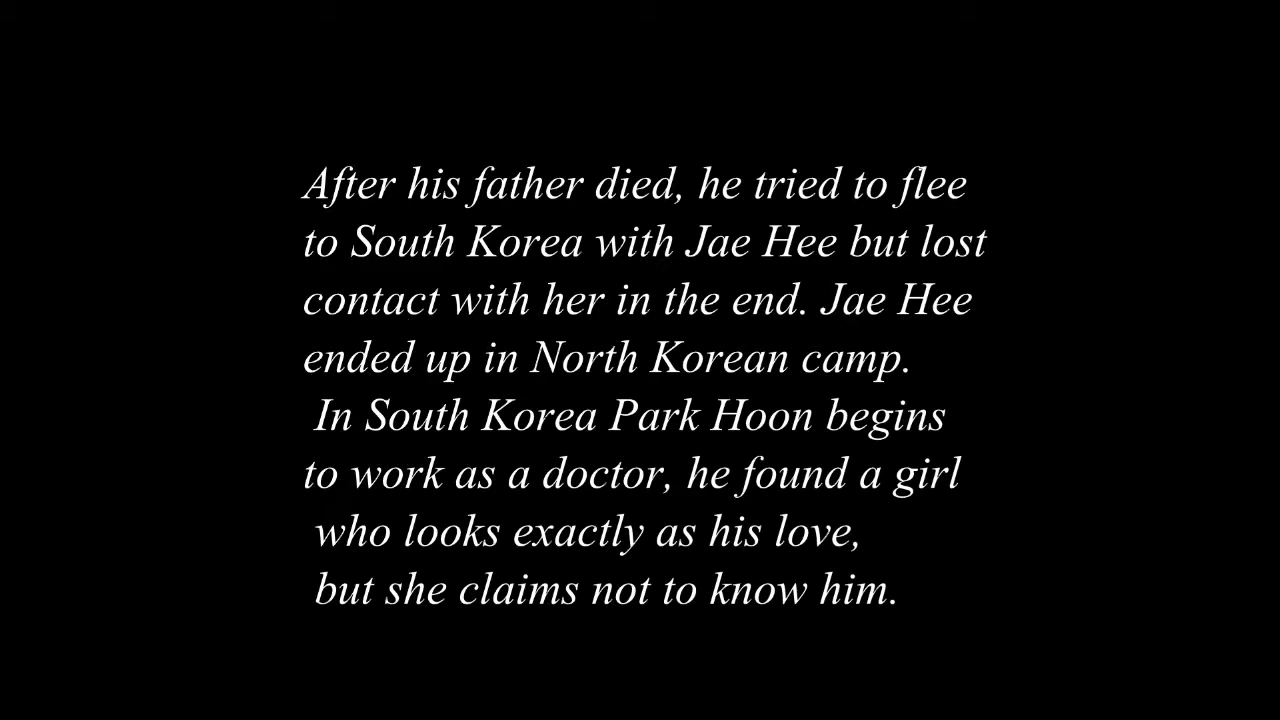 After his father died, he tried to flee
to South Korea with Jae Hee but lost
contact with her in the end. Jae Hee
ended up in North Korean camp.
In South Korea Park Hoon begins
to work as a doctor, he found a girl
who looks exactly as his love,
but she claims not to know him.